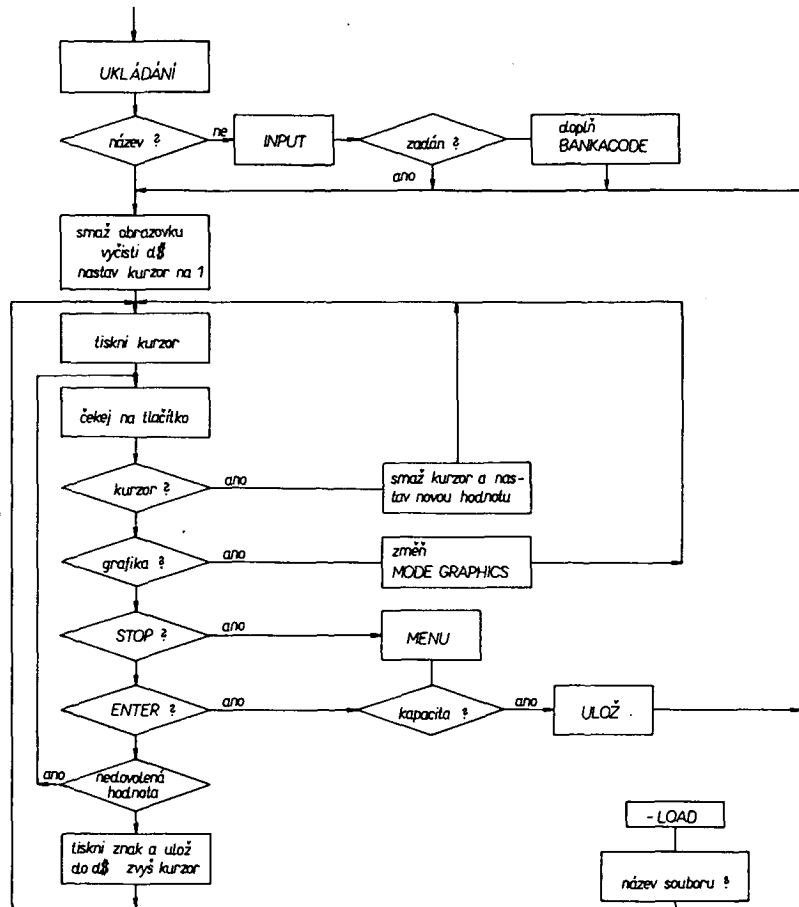 UKLÁDÁNÍ
název ?
ne
INPUT
zadán ?
doplň
BANKACODE
ano
smaž obrazovku
vyčisti d$
nastav kurzor na 1
tiskni kurzor
čekej na tlačítko
kurzor ?
ano
smaž kurzor a nas-
tav novou hodnotu
grafika ?
ano
změň
MODE GRAPHICS
STOP ?
ano
MENU
ENTER ?
ano
kapacita ?
ano
ULOŽ
ano
nedovolená
hodnota
tiskni znak a ulož
do d$ zvyš kurzor
- LOAD
název souboru ?